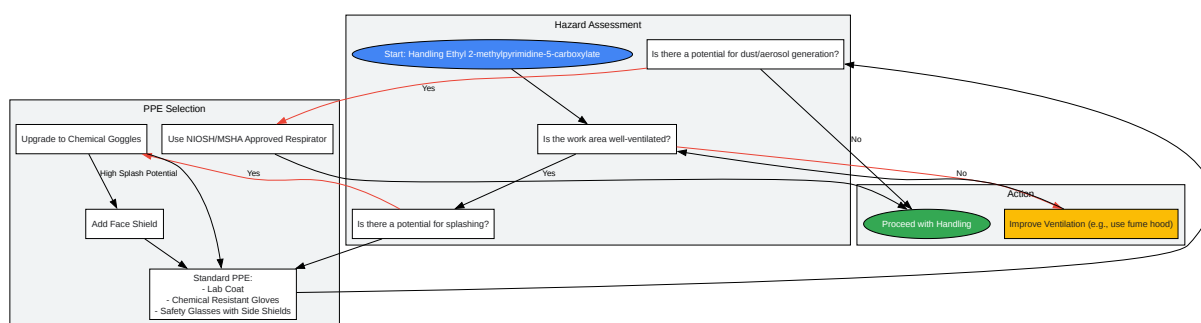 Hazard Assessment
Start: Handling Ethyl 2-methylpyrimidine-5-carboxylate
Is there a potential for dust/aerosol generation?
Yes
PPE Selection
Upgrade to Chemical Goggles
Use NIOSH/MSHA Approved Respirator
Is the work area well-ventilated?
No
High Splash Potential
Yes
Yes
No
Add Face Shield
Is there a potential for splashing?
Action
Proceed with Handling
Improve Ventilation (e.g., use fume hood)
Standard PPE:
- Lab Coat
- Chemical Resistant Gloves
- Safety Glasses with Side Shields